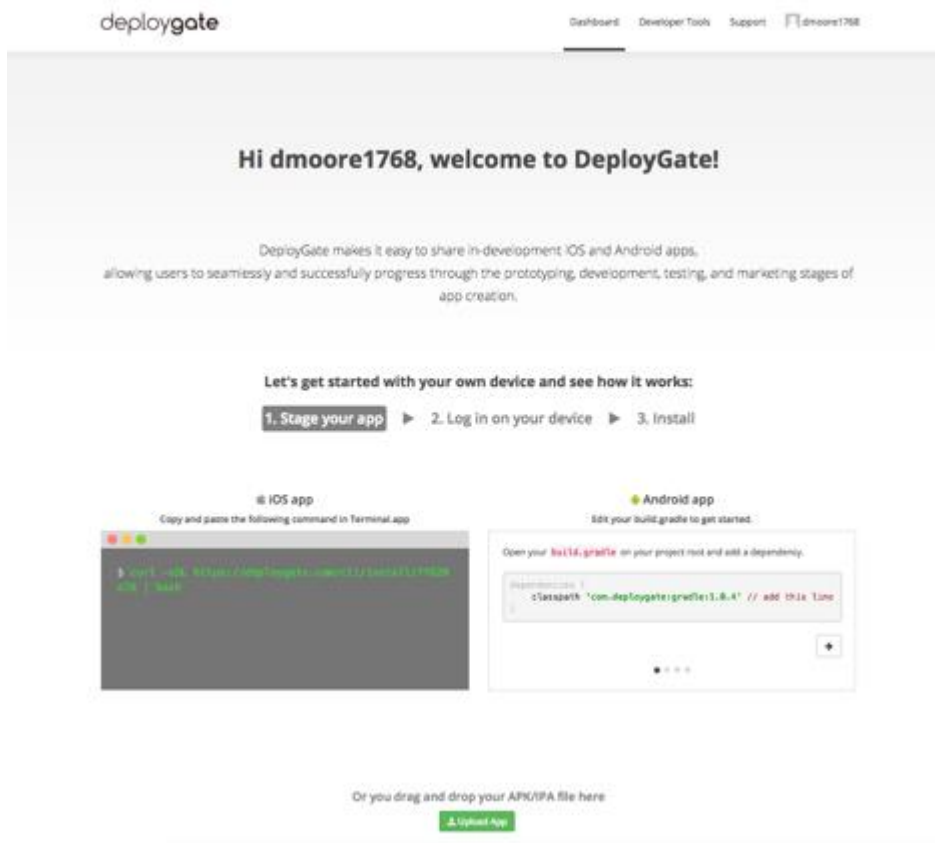 deploygate
Dashboard Developer Tools Support dmoore1768
Hi dmoore1768, welcome to DeployGate!
DeployGate makes it easy to share in-development iOS and Android apps,
allowing users to seamlessly and successfully progress through the prototyping, development, testing, and marketing stages of
app creation.
Let's get started with your own device and see how it works:
1. Stage your app ▶ 2. Log in on your device ▶ 3. Install
iOS app
Copy and paste the following command in Terminal.app
$ curl
| bash
Android app
Edit your build.gradle to get started.
Open your build.gradle on your project root and add a dependency.
dependencies {
classpath 'com.deploygate:gradle:1.0.4' // add this line
}
Or you drag and drop your APK/IPA file here
Upload App